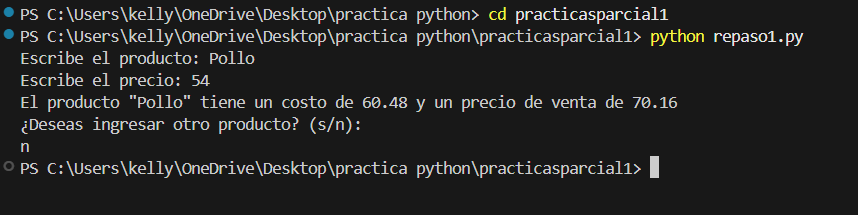 PS C:\Users\kelly\OneDrive\Desktop\practica python> cd practicasparcial1
PS C:\Users\kelly\OneDrive\Desktop\practica python\practicasparcial1> python repaso1.py
Escribe el producto: Pollo
Escribe el precio: 54
El producto "Pollo" tiene un costo de 60.48 y un precio de venta de 70.16
¿Deseas ingresar otro producto? (s/n):
n
PS C:\Users\kelly\OneDrive\Desktop\practica python\practicasparcial1>